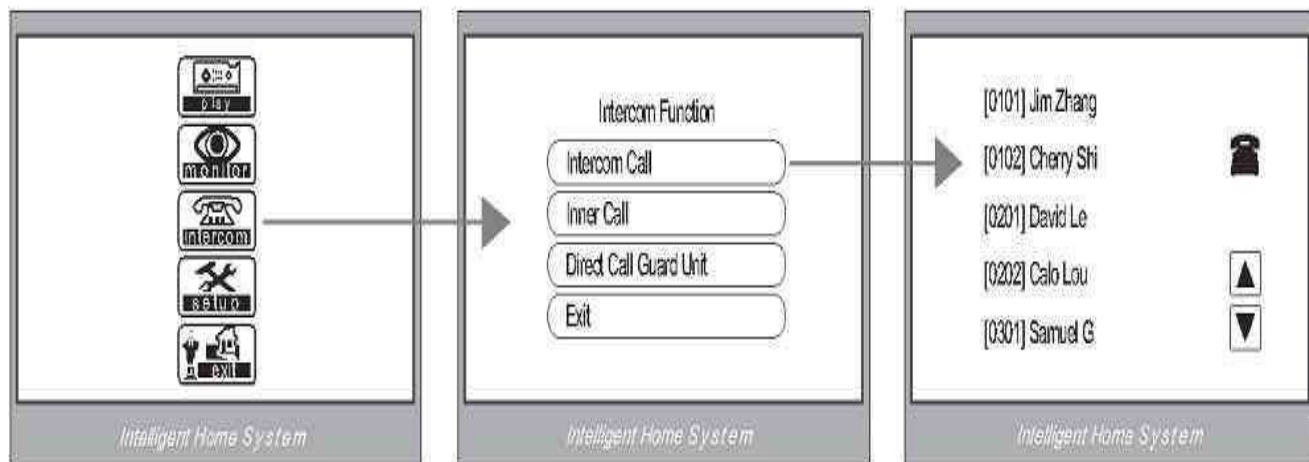 play
monitor
intercom
setup
exit
Intelligent Home System
Intercom Function
Intercom Call
Inner Call
Direct Call Guard Unit
Exit
Intelligent Home System
[0101] Jim Zhang
[0102] Cherry Shi
[0201] David Le
[0202] Calo Lou
[0301] Samuel G
Intelligent Home System